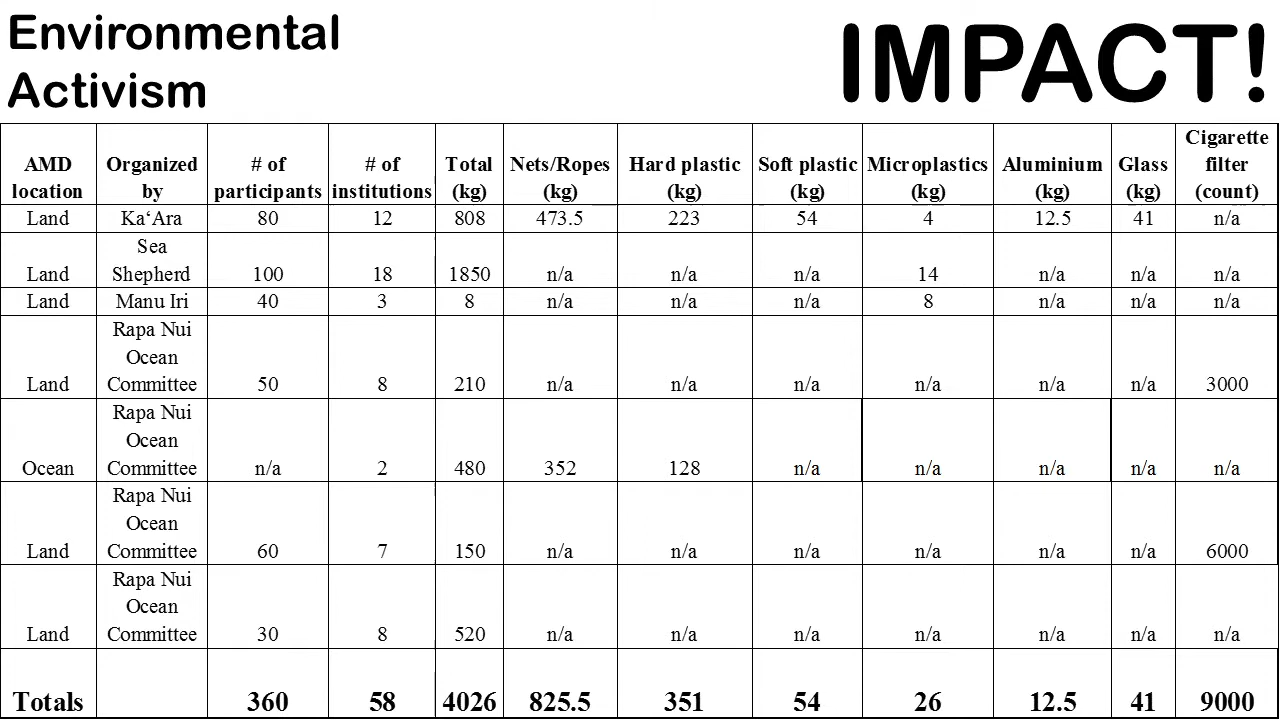 Environmental
Activism
IMPACT!
AMD location | Organized by | # of participants | # of institutions | Total (kg) | Nets/Ropes (kg) | Hard plastic (kg) | Soft plastic (kg) | Microplastics (kg) | Aluminium (kg) | Glass (kg) | Cigarette filter (count)
Land | Ka‘Ara | 80 | 12 | 808 | 473.5 | 223 | 54 | 4 | 12.5 | 41 | n/a
Land | Sea Shepherd | 100 | 18 | 1850 | n/a | n/a | n/a | 14 | n/a | n/a | n/a
Land | Manu Iri | 40 | 3 | 8 | n/a | n/a | n/a | 8 | n/a | n/a | n/a
Land | Rapa Nui Ocean Committee | 50 | 8 | 210 | n/a | n/a | n/a | n/a | n/a | n/a | 3000
Ocean | Rapa Nui Ocean Committee | n/a | 2 | 480 | 352 | 128 | n/a | n/a | n/a | n/a | n/a
Land | Rapa Nui Ocean Committee | 60 | 7 | 150 | n/a | n/a | n/a | n/a | n/a | n/a | 6000
Land | Rapa Nui Ocean Committee | 30 | 8 | 520 | n/a | n/a | n/a | n/a | n/a | n/a | n/a
Totals | | 360 | 58 | 4026 | 825.5 | 351 | 54 | 26 | 12.5 | 41 | 9000